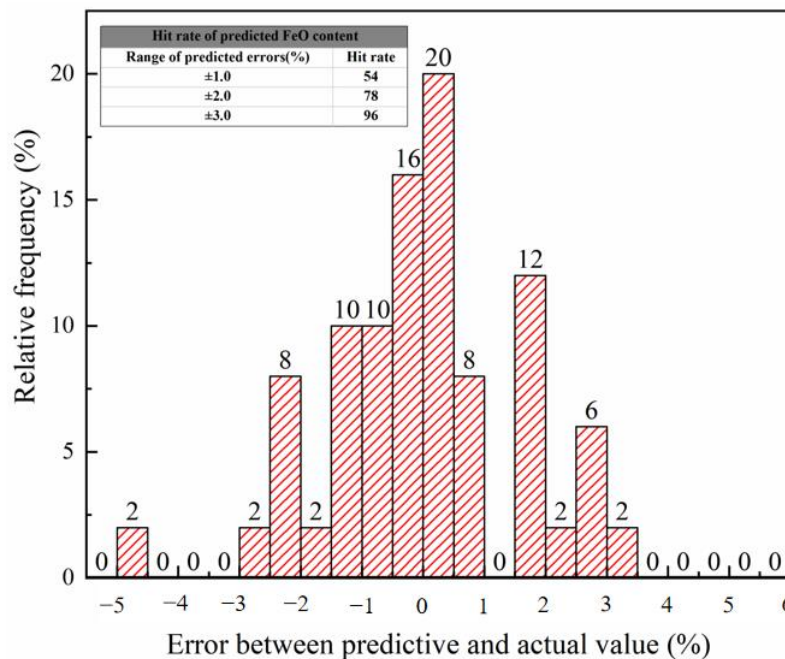 Hit rate of predicted FeO content
Range of predicted errors(%) Hit rate
±1.0 54
±2.0 78
±3.0 96
20
15
10
5
0
Relative frequency (%)
0 2 0 0 0 2 8 2 10 10 16 20 8 0 12 2 6 2 0 0 0 0 0
−5 −4 −3 −2 −1 0 1 2 3 4 5 6
Error between predictive and actual value (%)